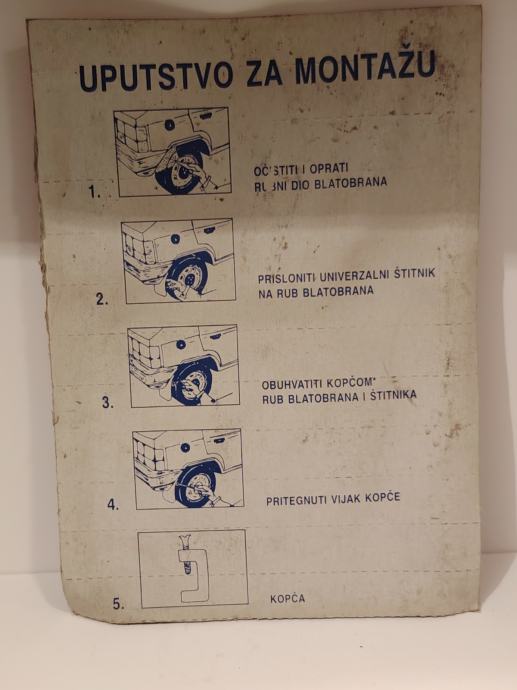 UPUTSTVO ZA MONTAŽU
1.
OČISTITI I OPRATI
RUBNI DIO BLATOBRANA
2.
PRISLONITI UNIVERZALNI ŠTITNIK
NA RUB BLATOBRANA
3.
OBUHVATITI KOPČOM*
RUB BLATOBRANA I ŠTITNIKA
4.
PRITEGNUTI VIJAK KOPČE
5.
KOPČA